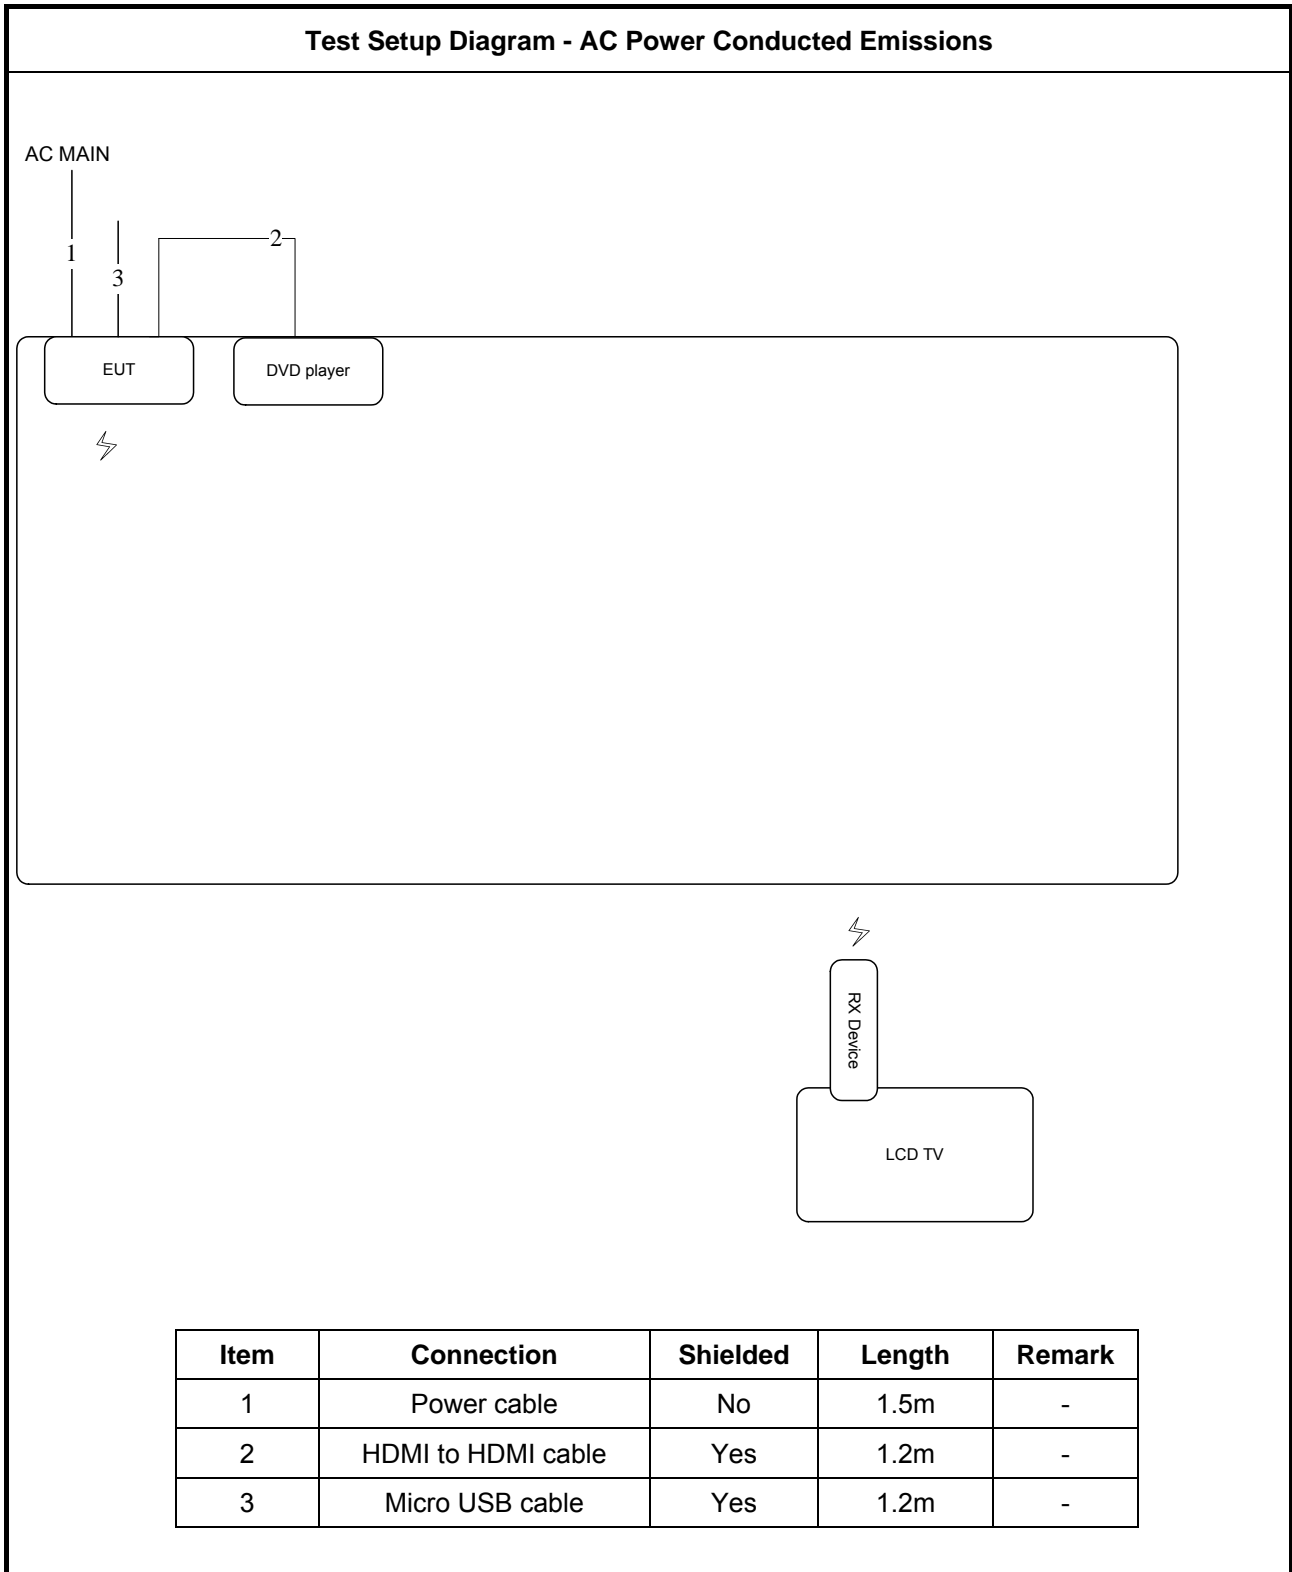 Test Setup Diagram - AC Power Conducted Emissions
AC MAIN
2
1
3
EUT
DVD player
RX Device
LCD TV
Item Connection Shielded Length Remark
1 Power cable No 1.5m -
2 HDMI to HDMI cable Yes 1.2m -
3 Micro USB cable Yes 1.2m -